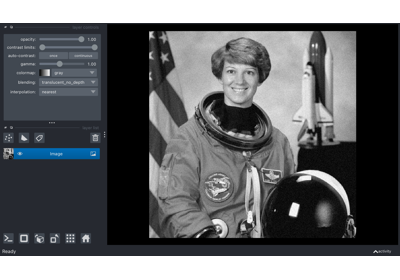 opacity: 1.00
contrast limits:
auto-contrast: once continuous
gamma: 1.00
colormap: gray
blending: translucent_no_depth
interpolation: nearest
Image
Ready
activity